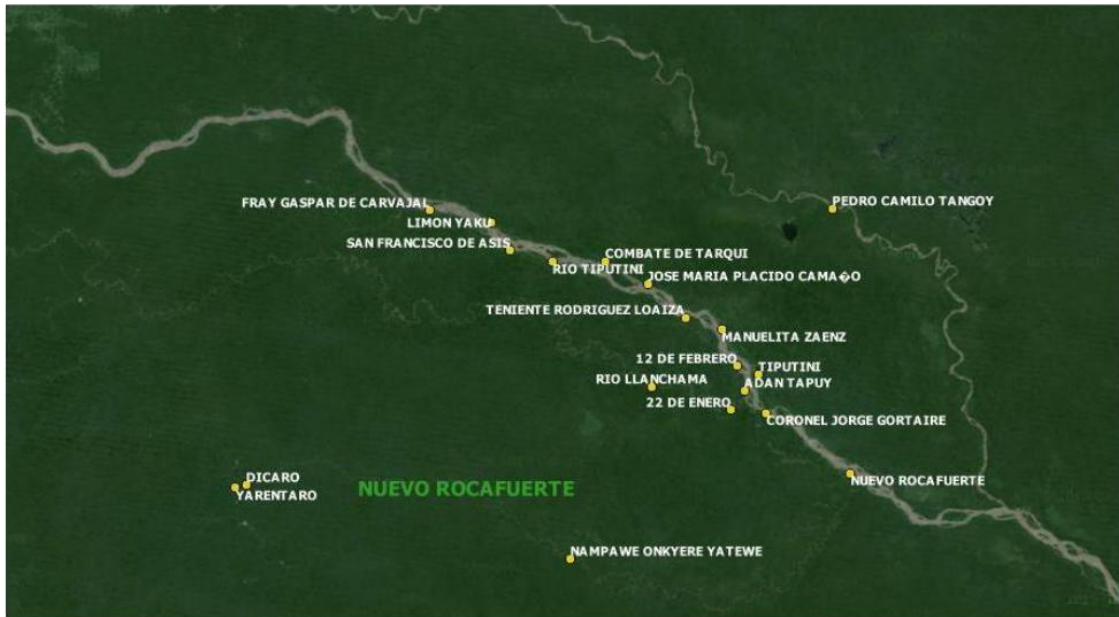 FRAY GASPAR DE CARVAJAL
PEDRO CAMILO TANGOY
LIMON YAKU
SAN FRANCISCO DE ASIS
COMBATE DE TARQUI
RIO TIPUTINI
JOSE MARIA PLACIDO CAMA�O
TENIENTE RODRIGUEZ LOAIZA
MANUELITA ZAENZ
12 DE FEBRERO
TIPUTINI
RIO LLANCHAMA
ADAN TAPUY
22 DE ENERO
CORONEL JORGE GORTAIRE
DICARO
NUEVO ROCAFUERTE
YARENTARO
NUEVO ROCAFUERTE
NAMPAWE ONKYERE YATEWE